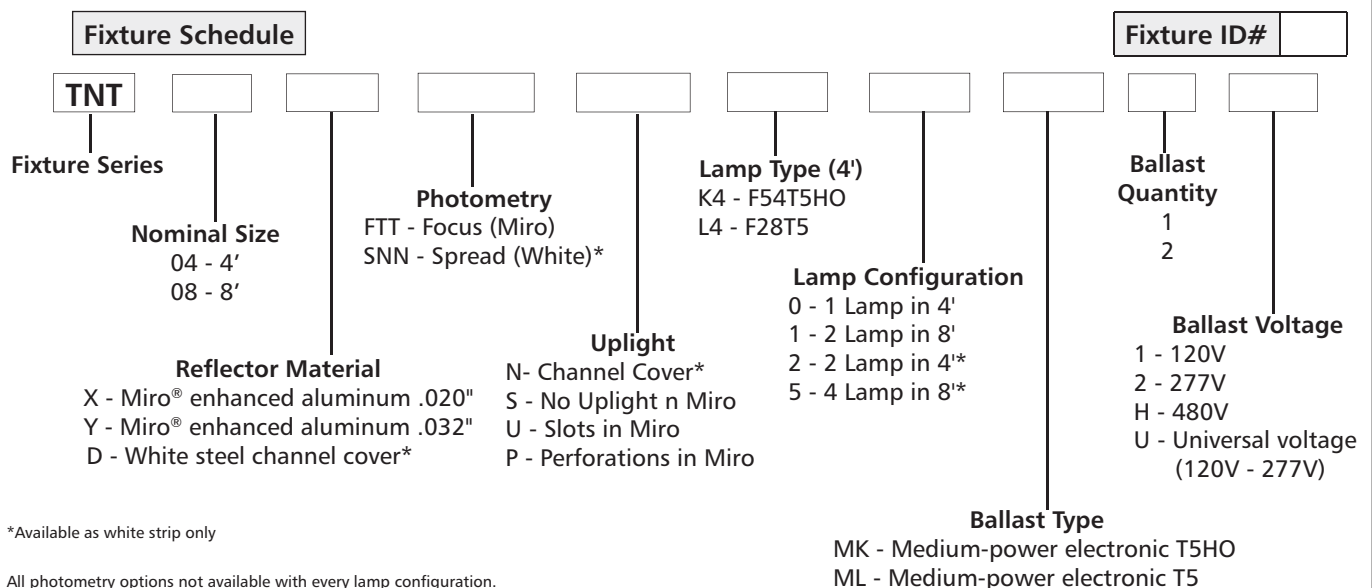 Fixture Schedule
Fixture ID#
TNT
Fixture Series
Nominal Size
04 - 4’
08 - 8’
Reflector Material
X - Miro® enhanced aluminum .020"
Y - Miro® enhanced aluminum .032"
D - White steel channel cover*
Photometry
FTT - Focus (Miro)
SNN - Spread (White)*
Uplight
N- Channel Cover*
S - No Uplight n Miro
U - Slots in Miro
P - Perforations in Miro
Lamp Type (4')
K4 - F54T5HO
L4 - F28T5
Lamp Configuration
0 - 1 Lamp in 4'
1 - 2 Lamp in 8'
2 - 2 Lamp in 4'*
5 - 4 Lamp in 8'*
Ballast Type
MK - Medium-power electronic T5HO
ML - Medium-power electronic T5
Ballast
Quantity
1
2
Ballast Voltage
1 - 120V
2 - 277V
H - 480V
U - Universal voltage
(120V - 277V)
*Available as white strip only
All photometry options not available with every lamp configuration.